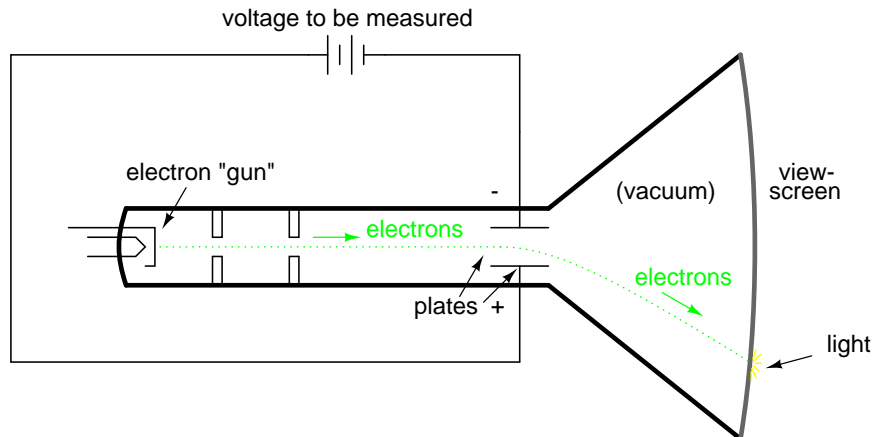 voltage to be measured
electron "gun"
-
(vacuum)
view-
screen
electrons
electrons
plates
+
light